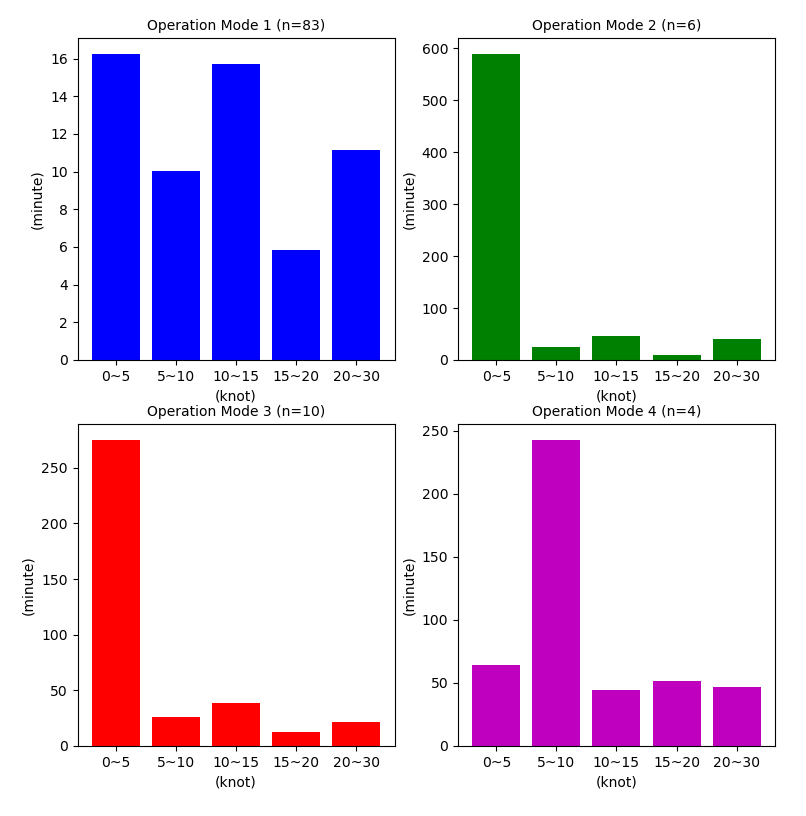 Operation Mode 1 (n=83)
16
14
12
10
8
6
4
2
0
(minute)
0~5 5~10 10~15 15~20 20~30
(knot)
Operation Mode 2 (n=6)
600
500
400
300
200
100
0
(minute)
0~5 5~10 10~15 15~20 20~30
(knot)
Operation Mode 3 (n=10)
250
200
150
100
50
0
(minute)
0~5 5~10 10~15 15~20 20~30
(knot)
Operation Mode 4 (n=4)
250
200
150
100
50
0
(minute)
0~5 5~10 10~15 15~20 20~30
(knot)